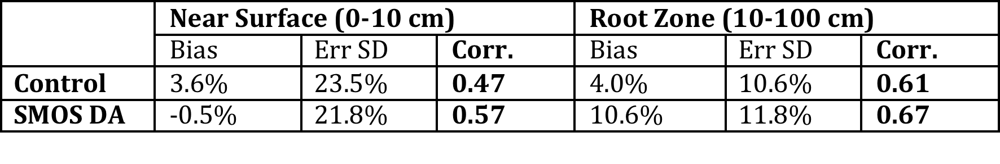 Near Surface (0-10 cm) Root Zone (10-100 cm)
Bias Err SD Corr. Bias Err SD Corr.
Control 3.6% 23.5% 0.47 4.0% 10.6% 0.61
SMOS DA -0.5% 21.8% 0.57 10.6% 11.8% 0.67